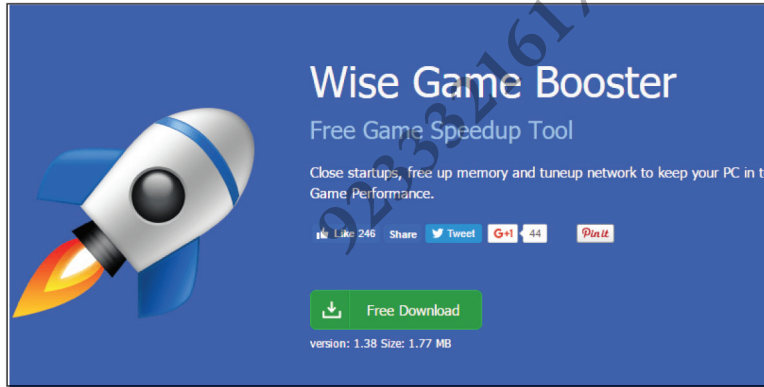 Wise Game Booster
Free Game Speedup Tool
Close startups, free up memory and tuneup network to keep your PC in t
Game Performance.
Like 246 Share Tweet G+1 44 Pin it
Free Download
version: 1.38 Size: 1.77 MB
923332161